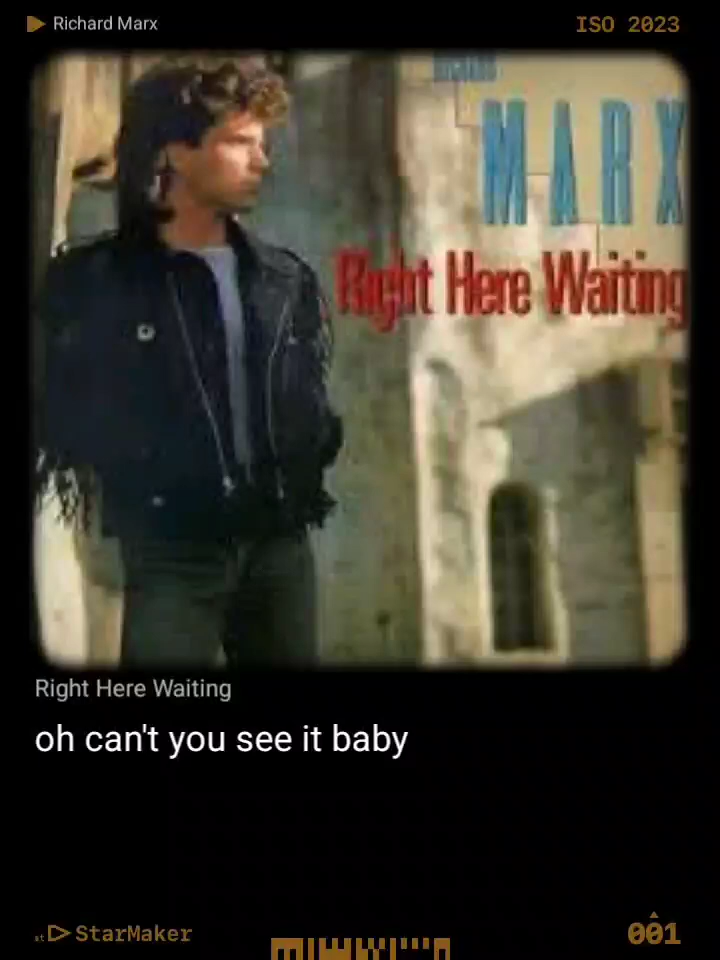 Richard Marx
ISO 2023
MARX
Right Here Waiting
Right Here Waiting
oh can't you see it baby
StarMaker
001